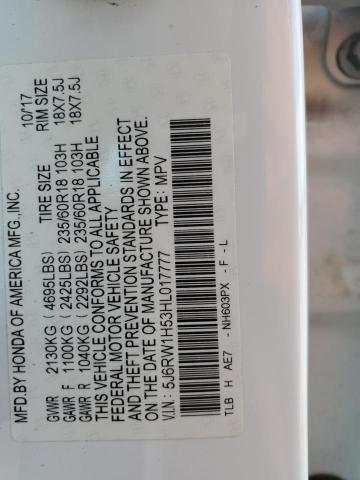 MFD.BY HONDA OF AMERICA MFG.,INC. 10/17
TIRE SIZE RIM SIZE
GVWR 2130KG (4695LBS)
GAWR F 1100KG (2425LBS) 235/60R18 103H 18X7.5J
GAWR R 1040KG (2292LBS) 235/60R18 103H 18X7.5J
THIS VEHICLE CONFORMS TO ALL APPLICABLE
FEDERAL MOTOR VEHICLE SAFETY
AND THEFT PREVENTION STANDARDS IN EFFECT
ON THE DATE OF MANUFACTURE SHOWN ABOVE.
V.I.N.: 5J6RW1H53HL017777 TYPE: MPV
TLB H AE7 - NH603PX - F - L